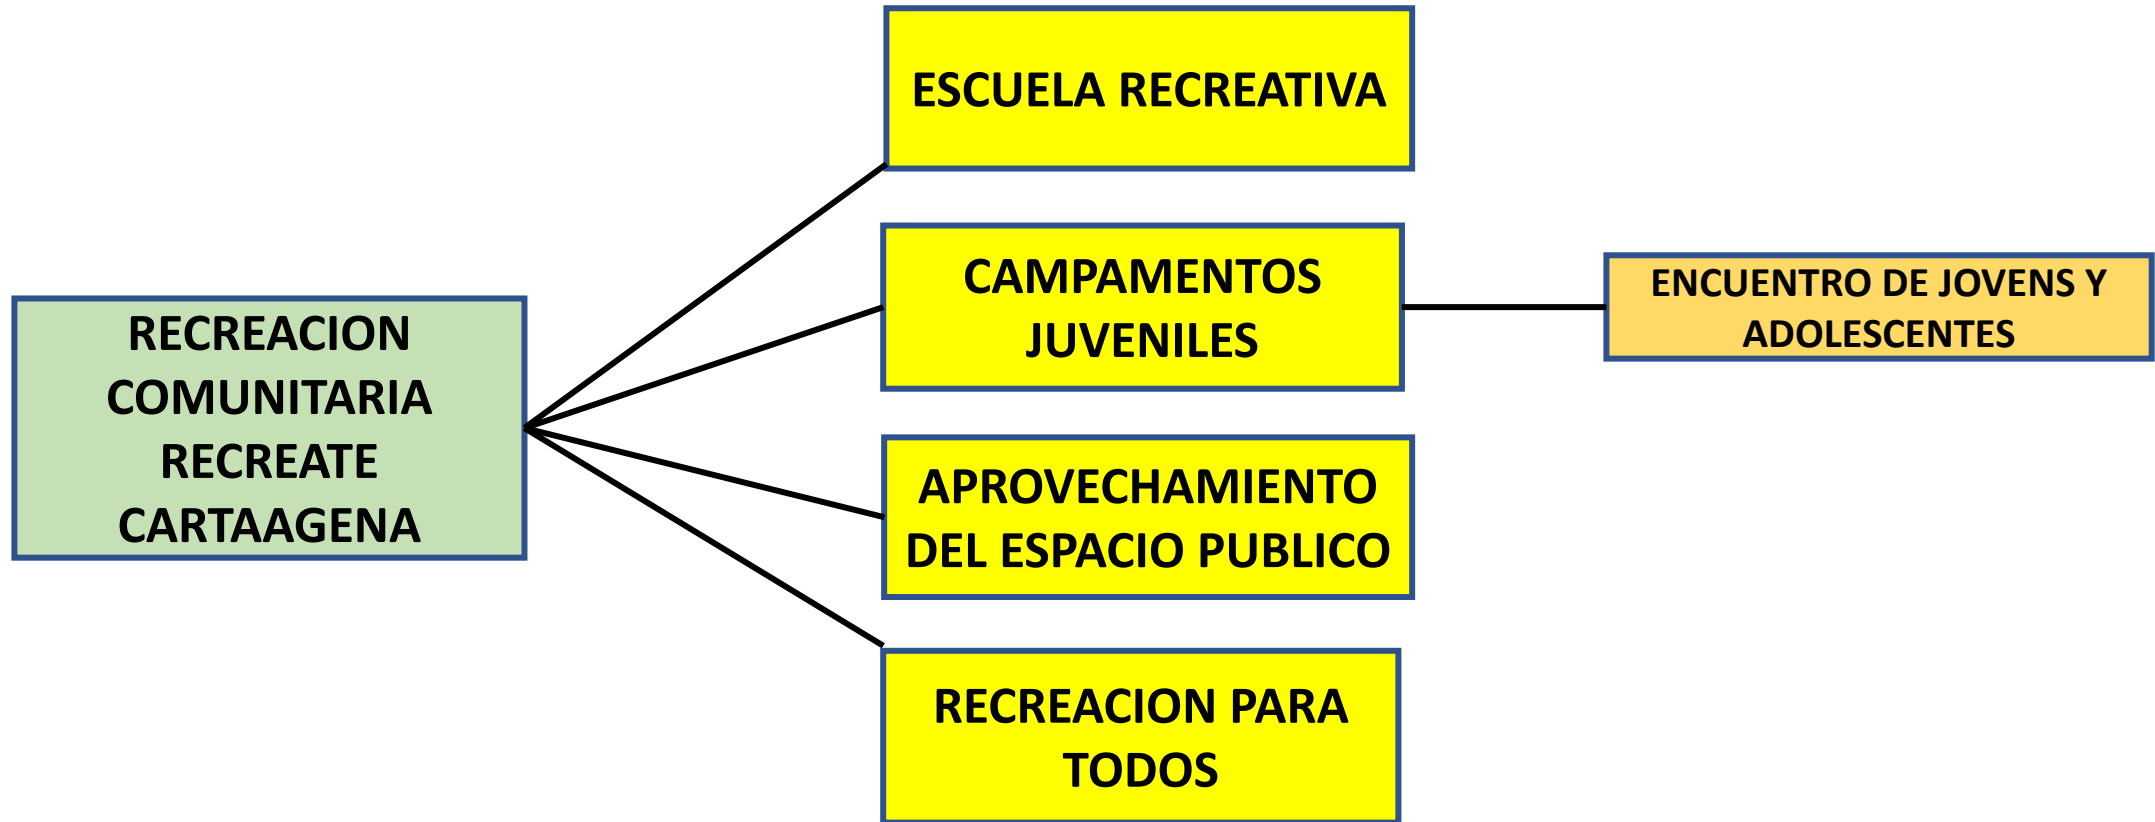 RECREACION
COMUNITARIA
RECREATE
CARTAAGENA
ESCUELA RECREATIVA
CAMPAMENTOS
JUVENILES
ENCUENTRO DE JOVENS Y
ADOLESCENTES
APROVECHAMIENTO
DEL ESPACIO PUBLICO
RECREACION PARA
TODOS